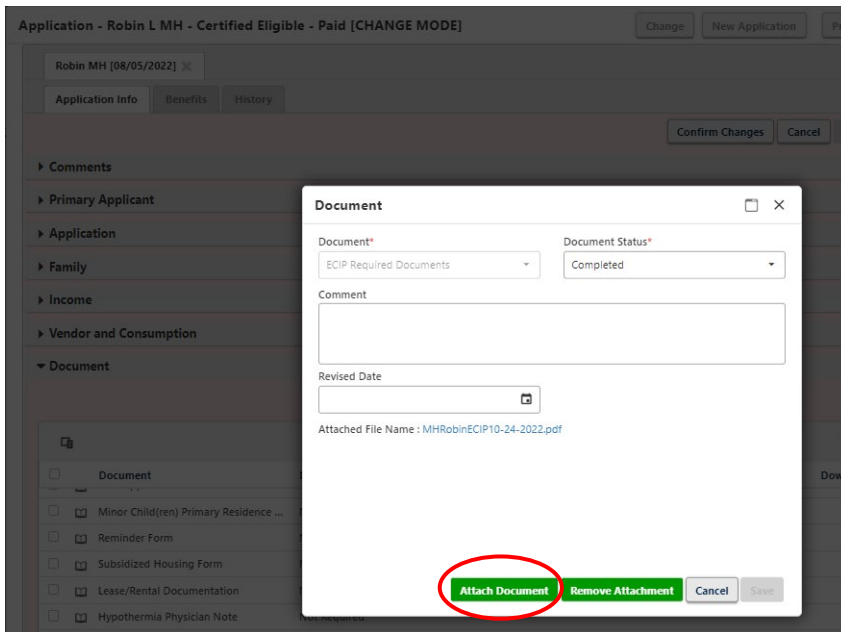 Application - Robin L MH - Certified Eligible - Paid [CHANGE MODE]
Change
New Application
Robin MH [08/05/2022]
Application Info
Benefits
History
Confirm Changes
Cancel
Comments
Primary Applicant
Application
Family
Income
Vendor and Consumption
Document
Document
Minor Child(ren) Primary Residence ...
Reminder Form
Subsidized Housing Form
Lease/Rental Documentation
Hypothermia Physician Note
Not Required
Document
Document*
Document Status*
ECIP Required Documents
Completed
Comment
Revised Date
Attached File Name : MHRobinECIP10-24-2022.pdf
Attach Document
Remove Attachment
Cancel
Save